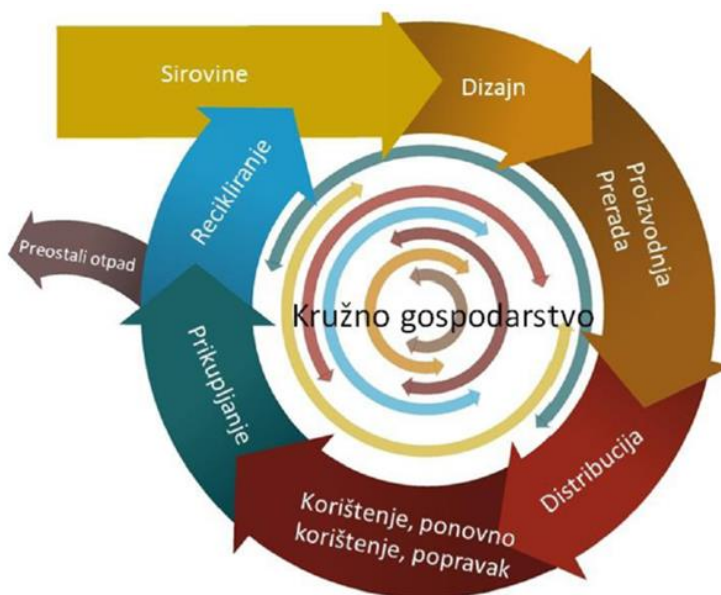 Sirovine
Dizajn
Proizvodnja
Prerada
Distribucija
Korištenje, ponovno
korištenje, popravak
Prikupljanje
Preostali otpad
Recikliranje
Kružno gospodarstvo